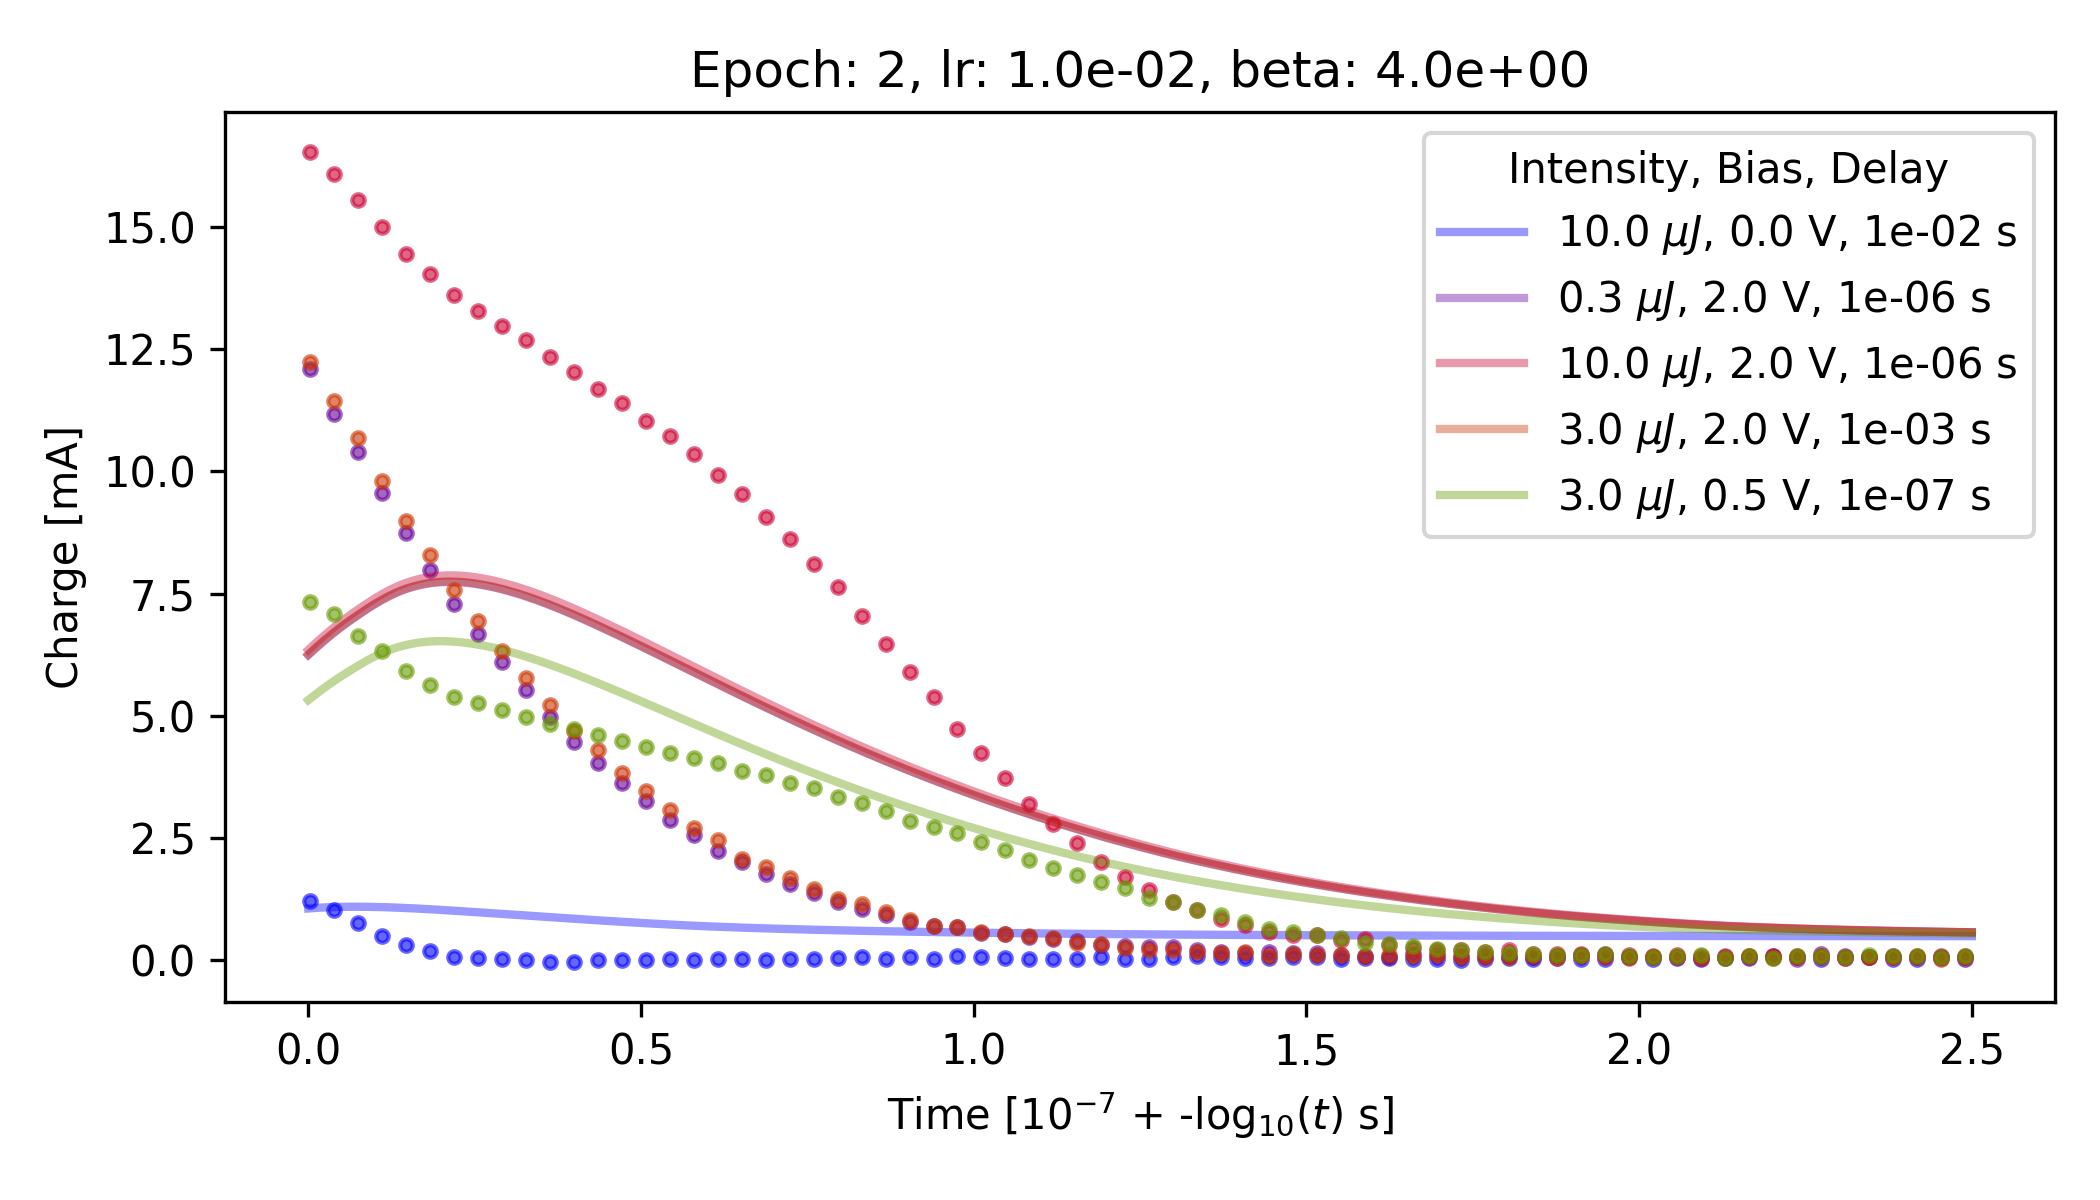 Epoch: 2, lr: 1.0e-02, beta: 4.0e+00
Intensity, Bias, Delay
10.0 μJ, 0.0 V, 1e-02 s
0.3 μJ, 2.0 V, 1e-06 s
10.0 μJ, 2.0 V, 1e-06 s
3.0 μJ, 2.0 V, 1e-03 s
3.0 μJ, 0.5 V, 1e-07 s
Charge [mA]
15.0
12.5
10.0
7.5
5.0
2.5
0.0
0.0 0.5 1.0 1.5 2.0 2.5
Time [10⁻⁷ + -log₁₀(t) s]